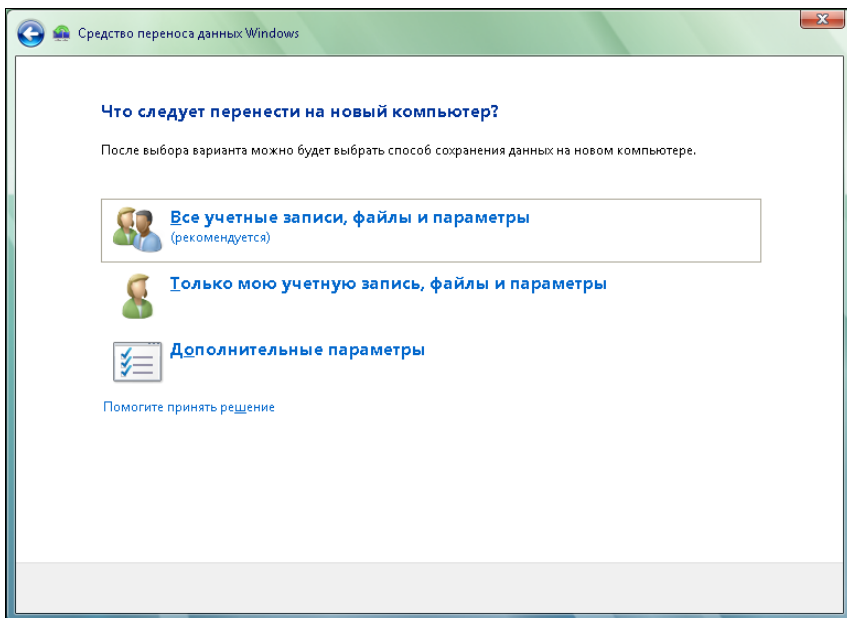 Средство переноса данных Windows
Что следует перенести на новый компьютер?
После выбора варианта можно будет выбрать способ сохранения данных на новом компьютере.
Все учетные записи, файлы и параметры
(рекомендуется)
Только мою учетную запись, файлы и параметры
Дополнительные параметры
Помогите принять решение